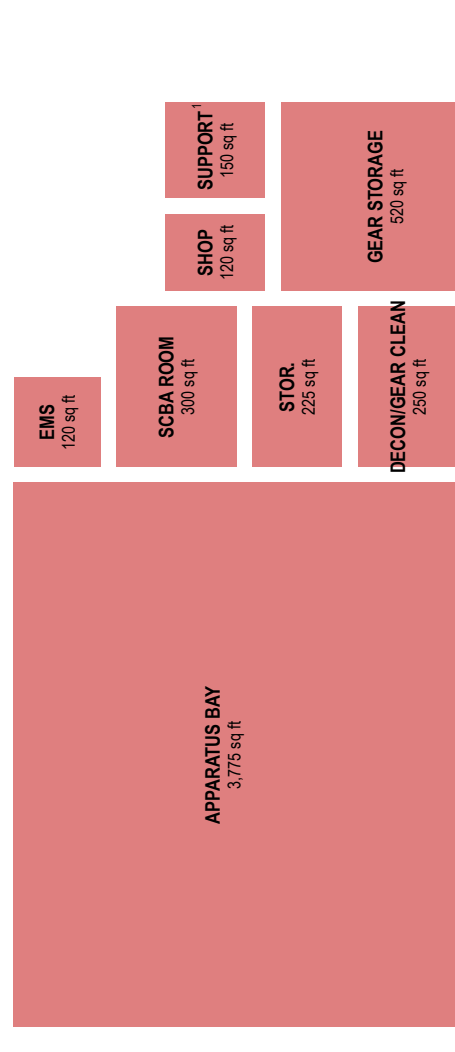 SUPPORT¹
150 sq ft
GEAR STORAGE
520 sq ft
SHOP
120 sq ft
EMS
120 sq ft
SCBA ROOM
300 sq ft
STOR.
225 sq ft
DECON/GEAR CLEAN
250 sq ft
APPARATUS BAY
3,775 sq ft